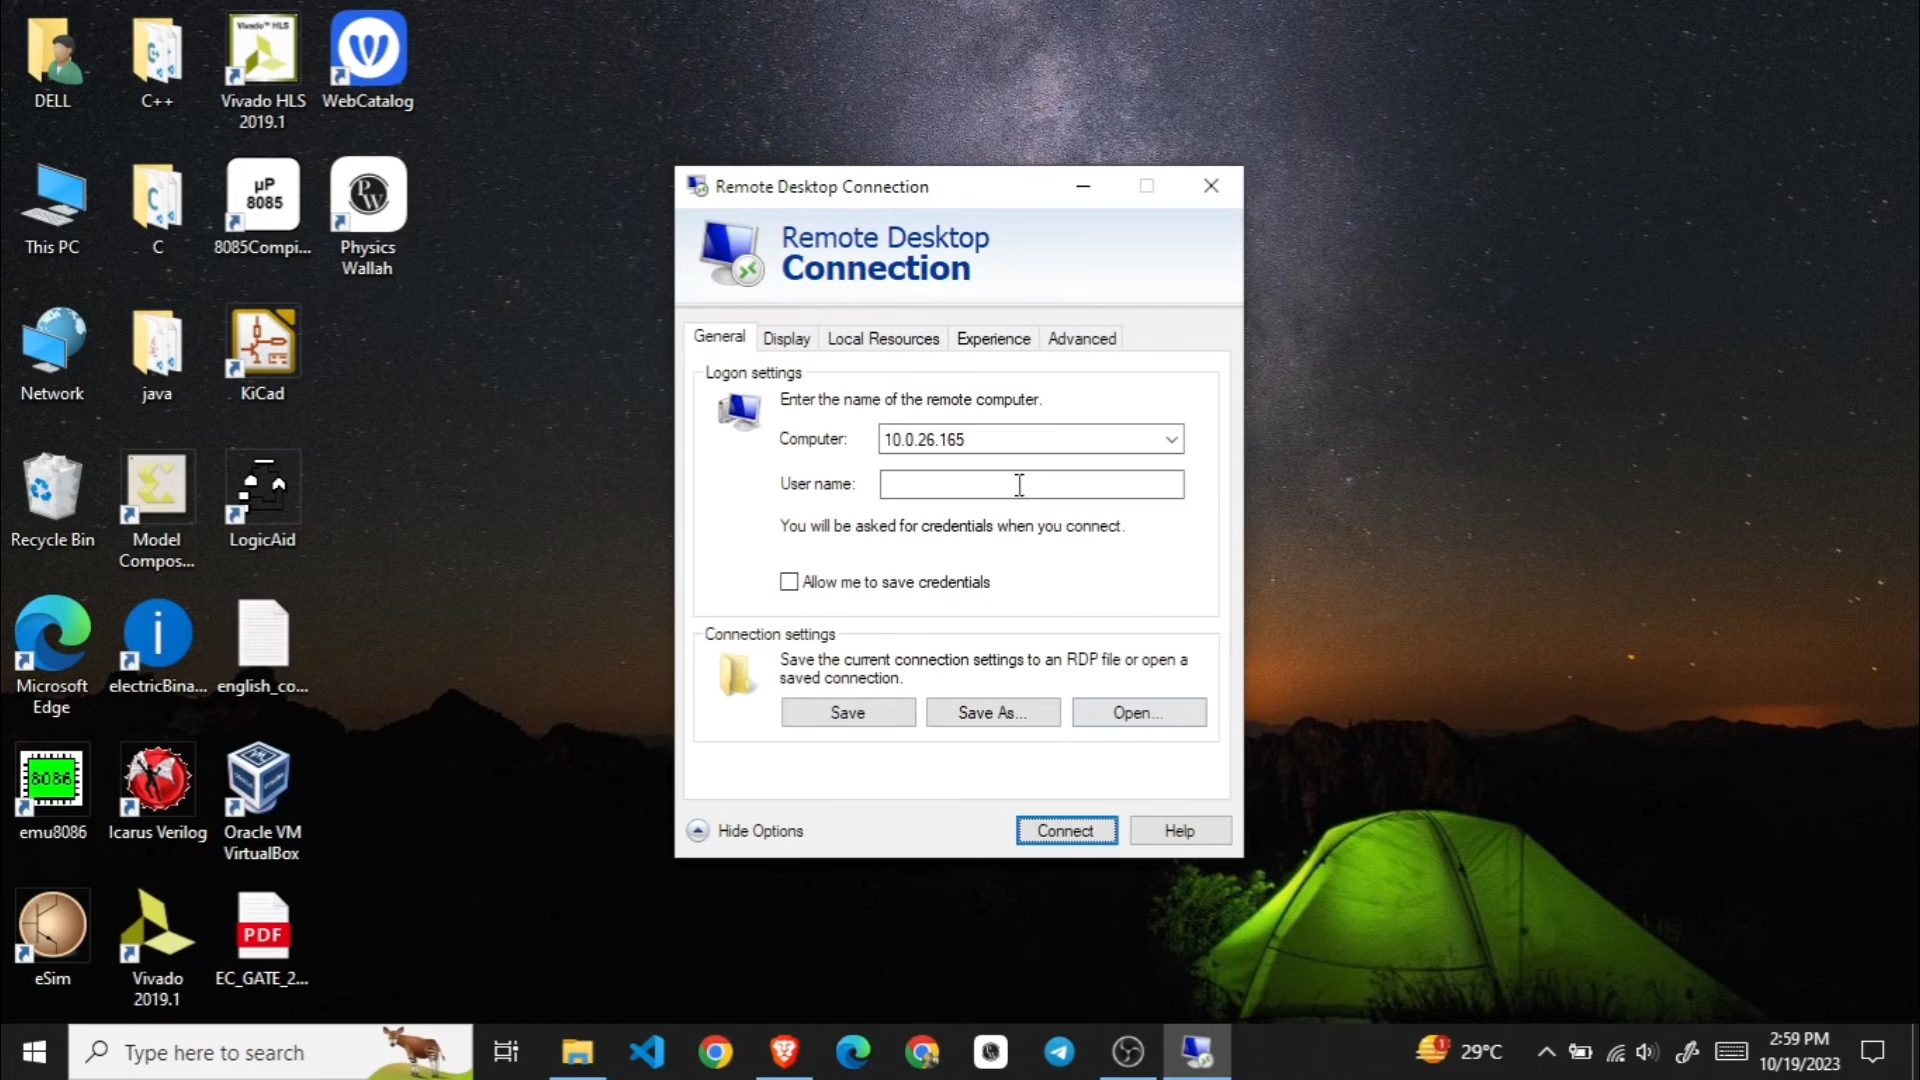 DELL
C++
Vivado™ HLS
Vivado HLS
2019.1
WebCatalog
This PC
C
µP
8085
8085Compi...
PW
Physics
Wallah
Network
java
KiCad
Recycle Bin
Model
Compos...
LogicAid
Microsoft
Edge
electricBina...
english_co...
8086
emu8086
Icarus Verilog
Oracle VM
VirtualBox
eSim
Vivado
2019.1
PDF
EC_GATE_2...
Remote Desktop Connection
Remote Desktop
Connection
General
Display
Local Resources
Experience
Advanced
Logon settings
Enter the name of the remote computer.
Computer:
10.0.26.165
User name:
You will be asked for credentials when you connect.
Allow me to save credentials
Connection settings
Save the current connection settings to an RDP file or open a
saved connection.
Save
Save As...
Open...
Hide Options
Connect
Help
Type here to search
1
29°C
2:59 PM
10/19/2023